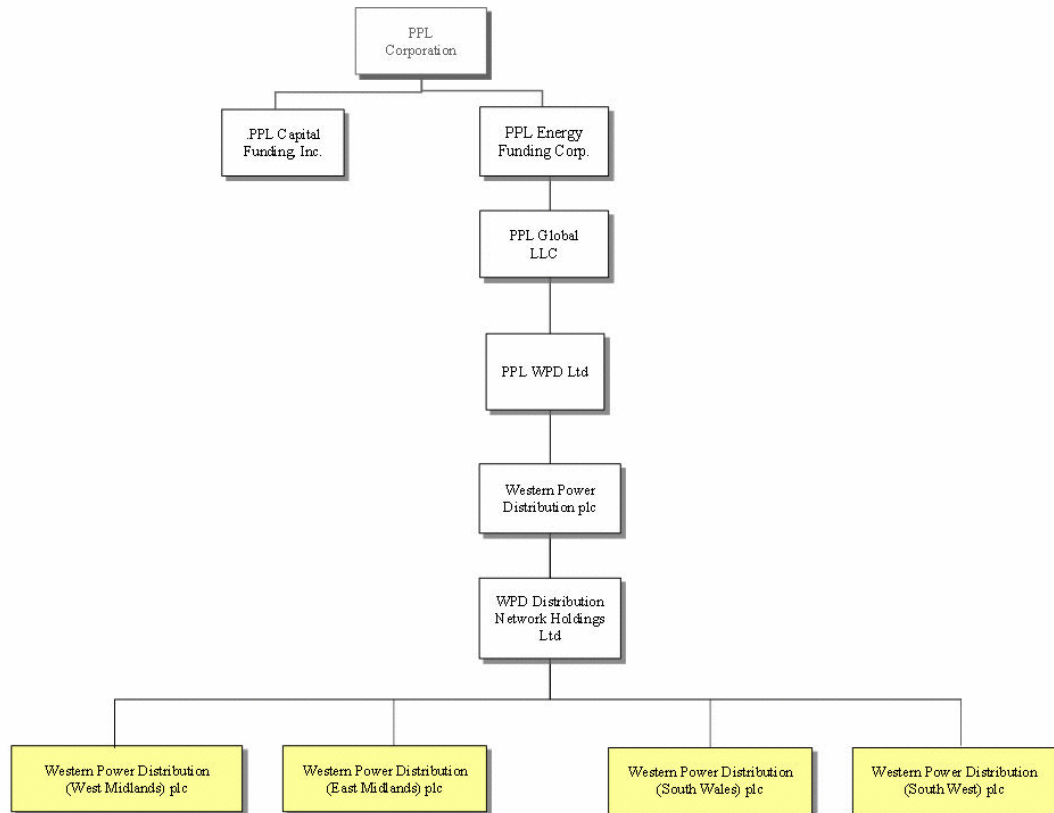 PPL
Corporation
.PPL Capital
Funding, Inc.
PPL Energy
Funding Corp.
PPL Global
LLC
PPL WPD Ltd
Western Power
Distribution plc
WPD Distribution
Network Holdings
Ltd
Western Power Distribution
(West Midlands) plc
Western Power Distribution
(East Midlands) plc
Western Power Distribution
(South Wales) plc
Western Power Distribution
(South West) plc